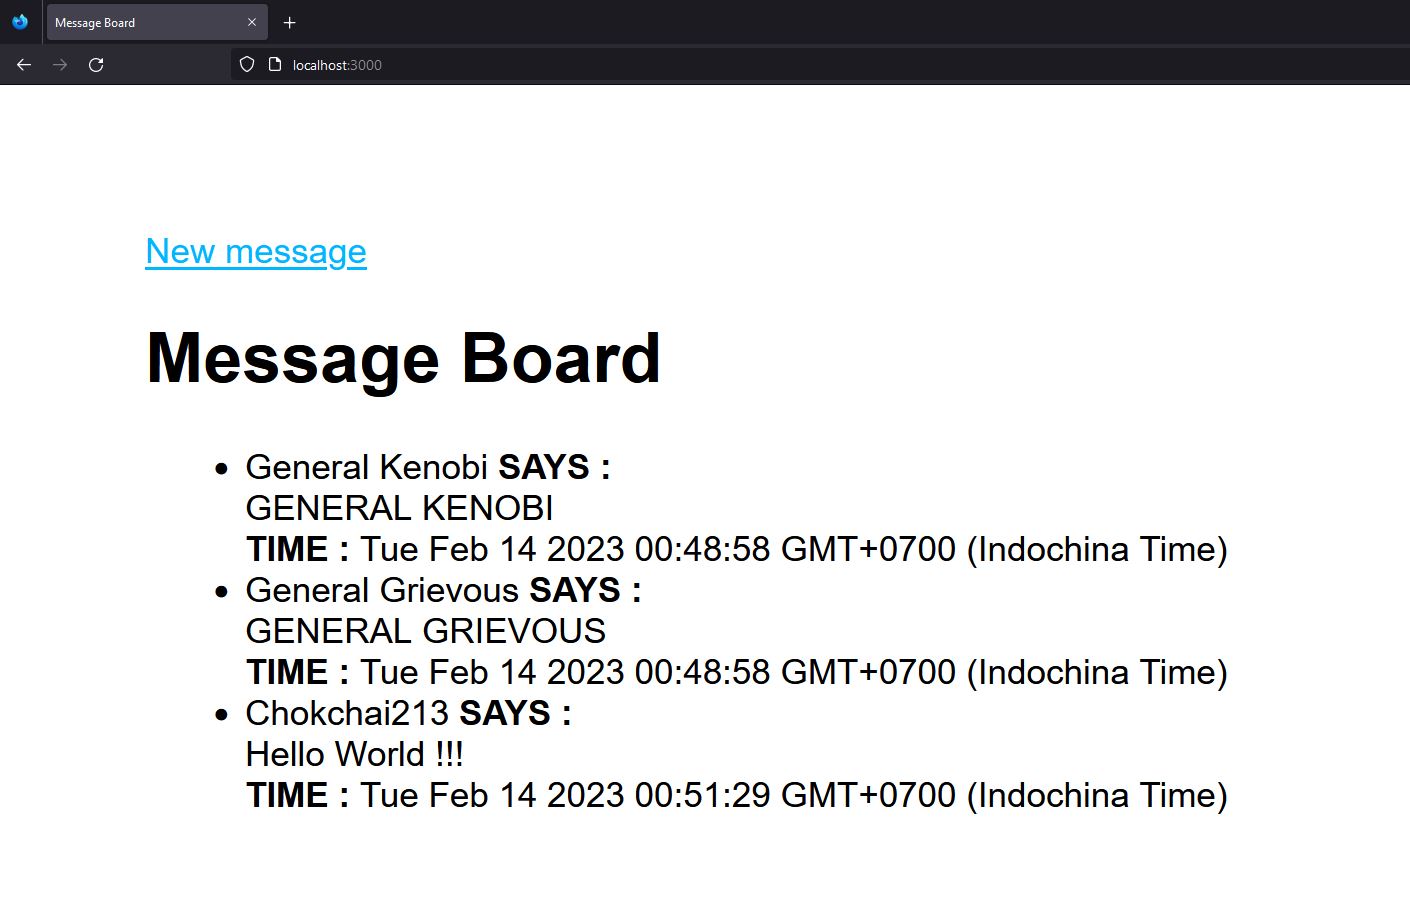 Message Board
localhost:3000
New message
Message Board
General Kenobi SAYS :
GENERAL KENOBI
TIME : Tue Feb 14 2023 00:48:58 GMT+0700 (Indochina Time)
General Grievous SAYS :
GENERAL GRIEVOUS
TIME : Tue Feb 14 2023 00:48:58 GMT+0700 (Indochina Time)
Chokchai213 SAYS :
Hello World !!!
TIME : Tue Feb 14 2023 00:51:29 GMT+0700 (Indochina Time)